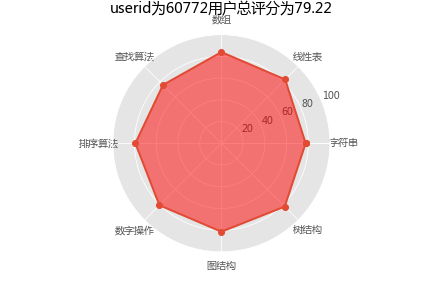 userid为60772用户总评分为79.22
数组
查找算法
线性表
100
80
60
40
20
排序算法
字符串
数字操作
树结构
图结构